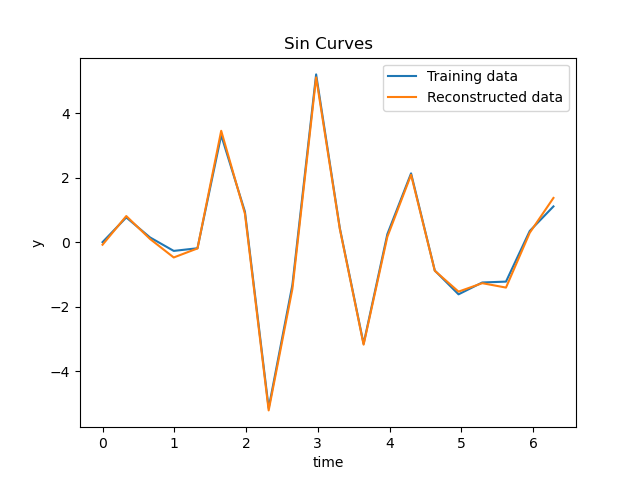 Sin Curves
Training data
Reconstructed data
y
4
2
0
−2
−4
0 1 2 3 4 5 6
time